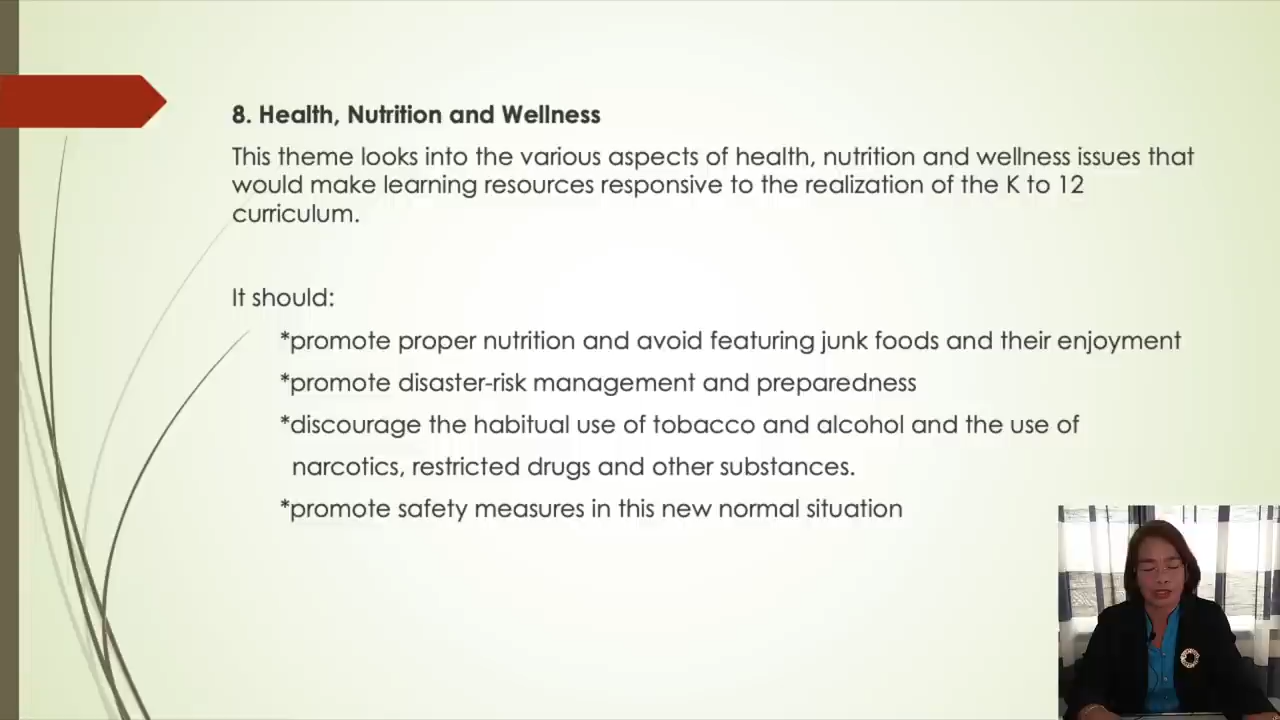 8. Health, Nutrition and Wellness
This theme looks into the various aspects of health, nutrition and wellness issues that
would make learning resources responsive to the realization of the K to 12
curriculum.
It should:
*promote proper nutrition and avoid featuring junk foods and their enjoyment
*promote disaster-risk management and preparedness
*discourage the habitual use of tobacco and alcohol and the use of
narcotics, restricted drugs and other substances.
*promote safety measures in this new normal situation